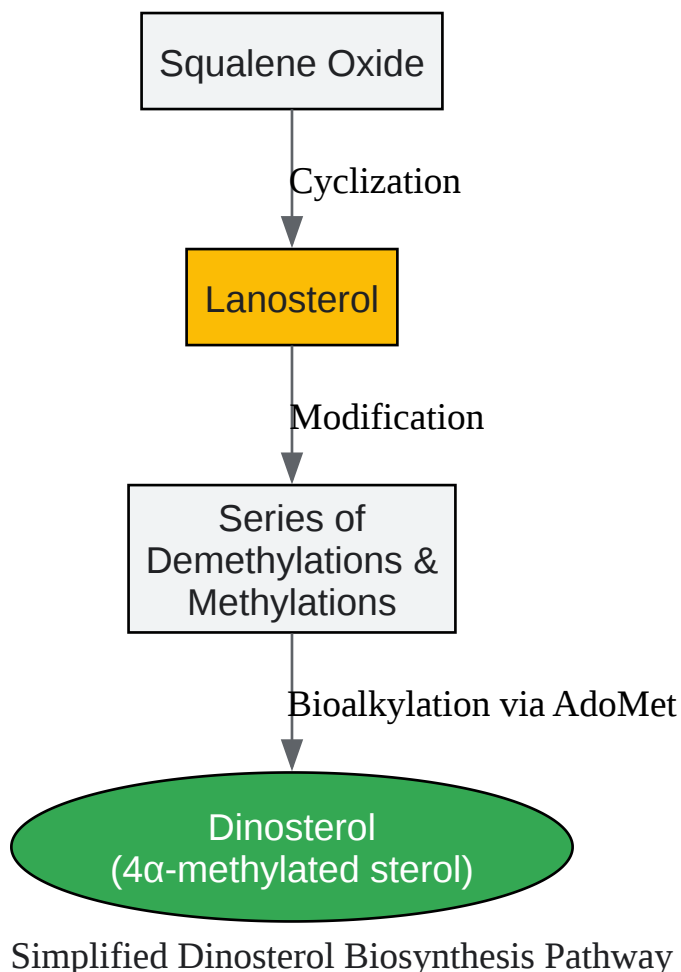 Squalene Oxide
Cyclization
Lanosterol
Modification
Series of
Demethylations &
Methylations
Bioalkylation via AdoMet
Dinosterol
(4α-methylated sterol)
Simplified Dinosterol Biosynthesis Pathway